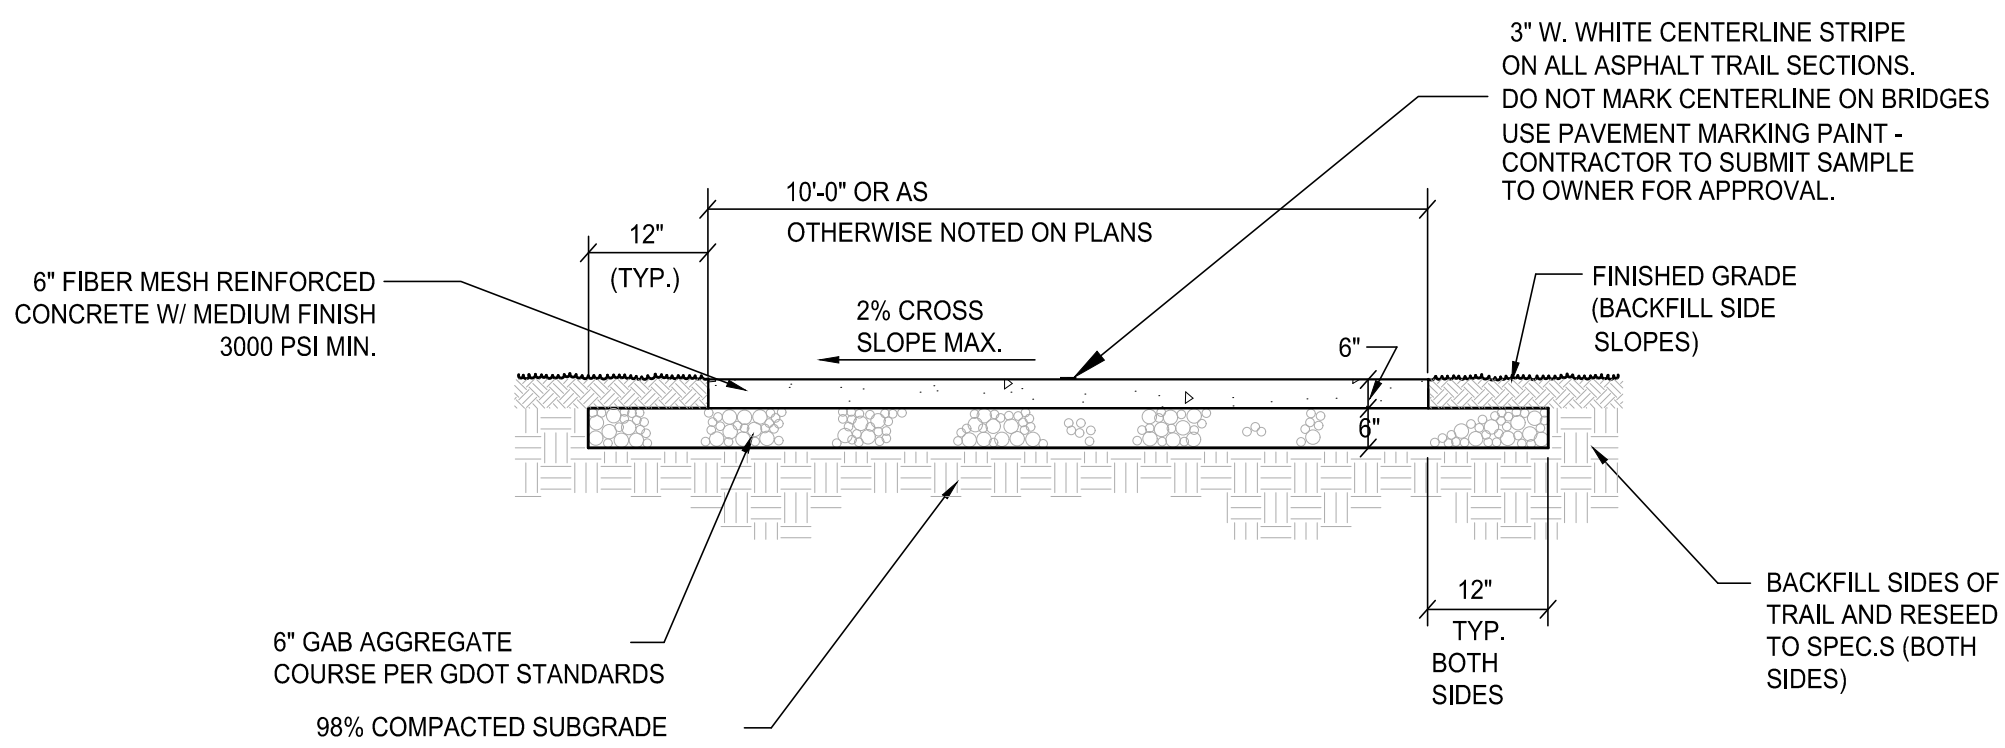 3" W. WHITE CENTERLINE STRIPE
ON ALL ASPHALT TRAIL SECTIONS.
DO NOT MARK CENTERLINE ON BRIDGES
USE PAVEMENT MARKING PAINT -
CONTRACTOR TO SUBMIT SAMPLE
TO OWNER FOR APPROVAL.
10'-0" OR AS
OTHERWISE NOTED ON PLANS
12"
(TYP.)
6" FIBER MESH REINFORCED
CONCRETE W/ MEDIUM FINISH
3000 PSI MIN.
2% CROSS
SLOPE MAX.
FINISHED GRADE
(BACKFILL SIDE
SLOPES)
6"
6"
12"
TYP.
BOTH
SIDES
BACKFILL SIDES OF
TRAIL AND RESEED
TO SPEC.S (BOTH
SIDES)
6" GAB AGGREGATE
COURSE PER GDOT STANDARDS
98% COMPACTED SUBGRADE